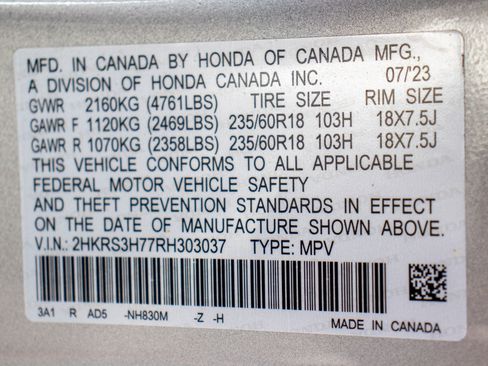 MFD. IN CANADA BY HONDA OF CANADA MFG.,
A DIVISION OF HONDA CANADA INC. 07/23
GVWR 2160KG (4761LBS) TIRE SIZE RIM SIZE
GAWR F 1120KG (2469LBS) 235/60R18 103H 18X7.5J
GAWR R 1070KG (2358LBS) 235/60R18 103H 18X7.5J
THIS VEHICLE CONFORMS TO ALL APPLICABLE
FEDERAL MOTOR VEHICLE SAFETY
AND THEFT PREVENTION STANDARDS IN EFFECT
ON THE DATE OF MANUFACTURE SHOWN ABOVE.
V.I.N.: 2HKRS3H77RH303037 TYPE: MPV
3A1 R AD5 -NH830M -Z -H
MADE IN CANADA